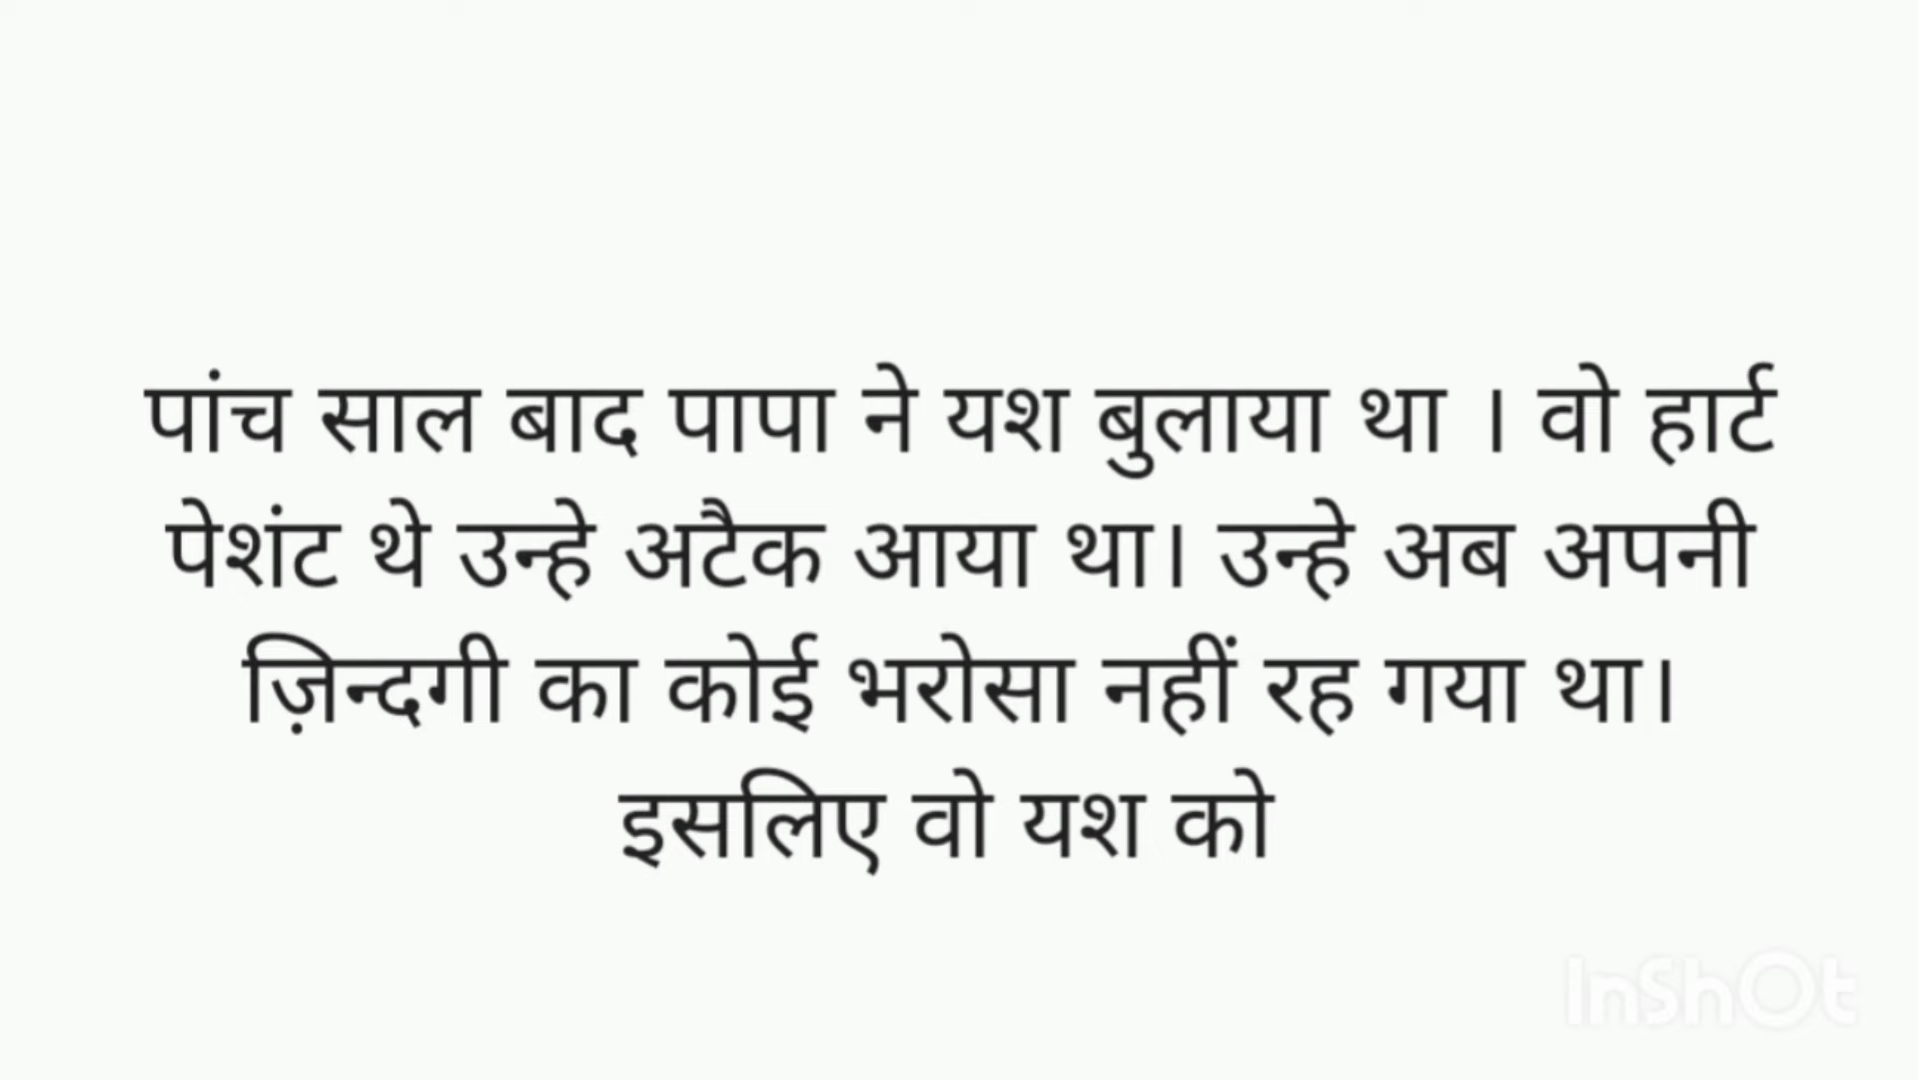 पांच साल बाद पापा ने यश बुलाया था । वो हार्ट
पेशंट थे उन्हे अटैक आया था। उन्हे अब अपनी
ज़िन्दगी का कोई भरोसा नहीं रह गया था।
इसलिए वो यश को
InShOt